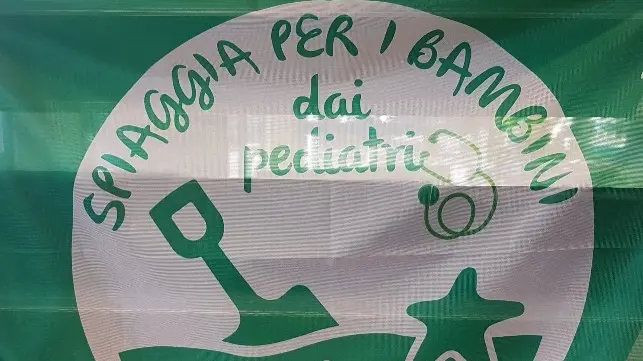 SPIAGGIA PER I BAMBINI
dai
pediatri